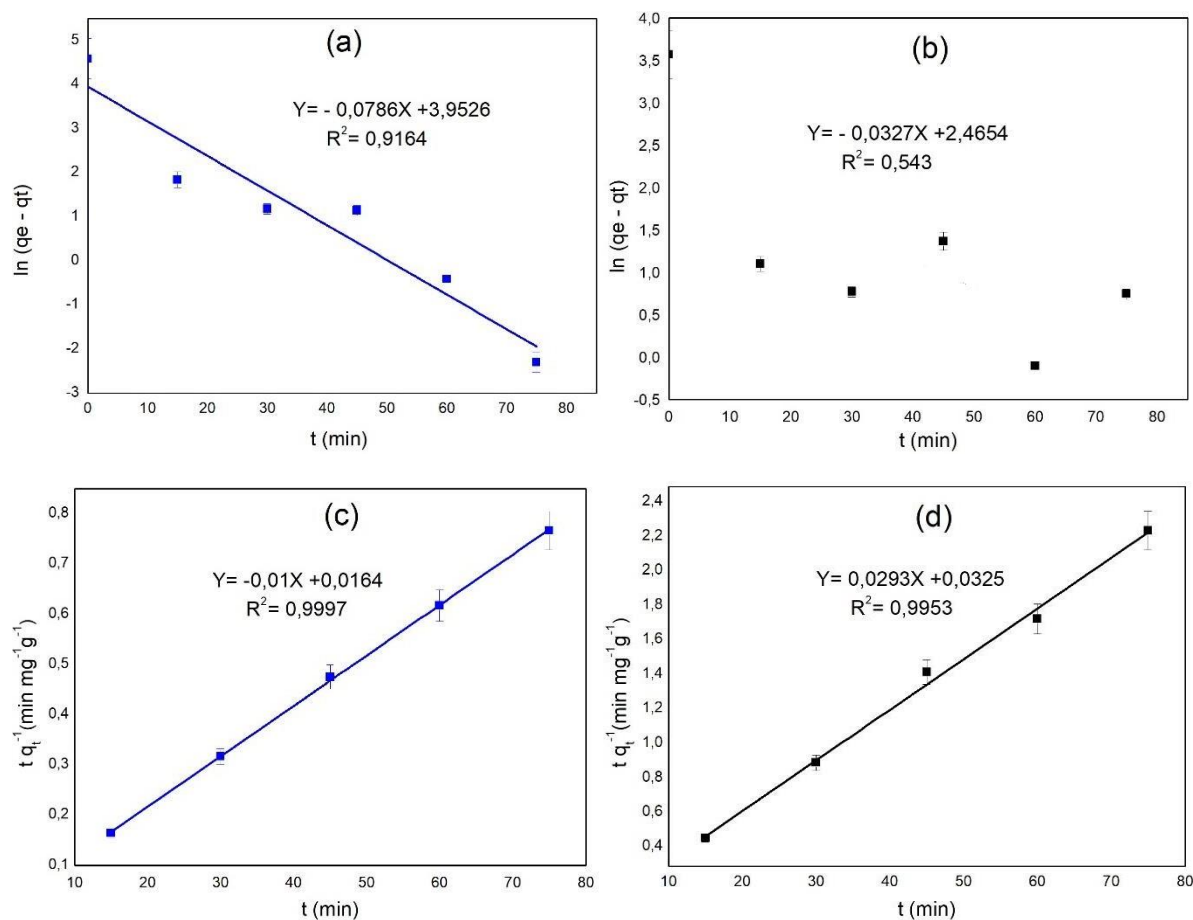 (a)
Y= - 0,0786X +3,9526
R²= 0,9164
ln (qe - qt)
5
4
3
2
1
0
-1
-2
-3
0 10 20 30 40 50 60 70 80
t (min)
(b)
Y= - 0,0327X +2,4654
R²= 0,543
ln (qe - qt)
4,0
3,5
3,0
2,5
2,0
1,5
1,0
0,5
0,0
-0,5
0 10 20 30 40 50 60 70 80
t (min)
(c)
Y= -0,01X +0,0164
R²= 0,9997
t qₜ⁻¹(min mg⁻¹g⁻¹)
0,8
0,7
0,6
0,5
0,4
0,3
0,2
0,1
10 20 30 40 50 60 70 80
t (min)
(d)
Y= 0,0293X +0,0325
R²= 0,9953
t qₜ⁻¹(min mg⁻¹g⁻¹)
2,4
2,2
2,0
1,8
1,6
1,4
1,2
1,0
0,8
0,6
0,4
10 20 30 40 50 60 70 80
t (min)